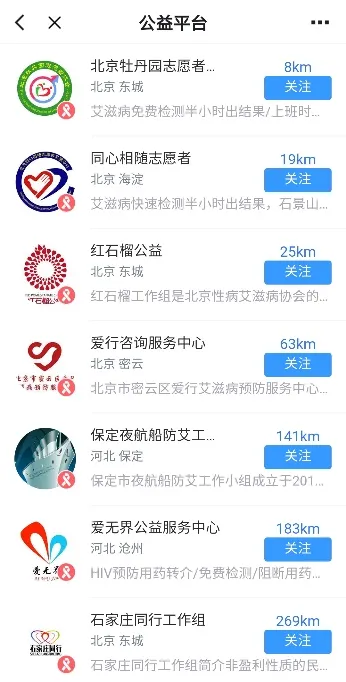 公益平台
北京牡丹园志愿者...
8km
北京 东城
关注
艾滋病免费检测半小时出结果/上班时...
同心相随志愿者
19km
北京 海淀
关注
艾滋病快速检测半小时出结果，石景山...
红石榴公益
25km
北京 东城
关注
红石榴工作组是北京性病艾滋病协会的...
红石榴公益
爱行咨询服务中心
63km
北京 密云
关注
北京市密云区爱行艾滋病预防服务中心...
保定夜航船防艾工...
141km
河北 保定
关注
保定市夜航船防艾工作小组成立于201...
爱无界公益服务中心
183km
河北 沧州
关注
HIV预防用药转介/免费检测/阻断用药...
石家庄同行工作组
269km
北京 东城
关注
石家庄同行工作组简介非盈利性质的民...
石家庄同行